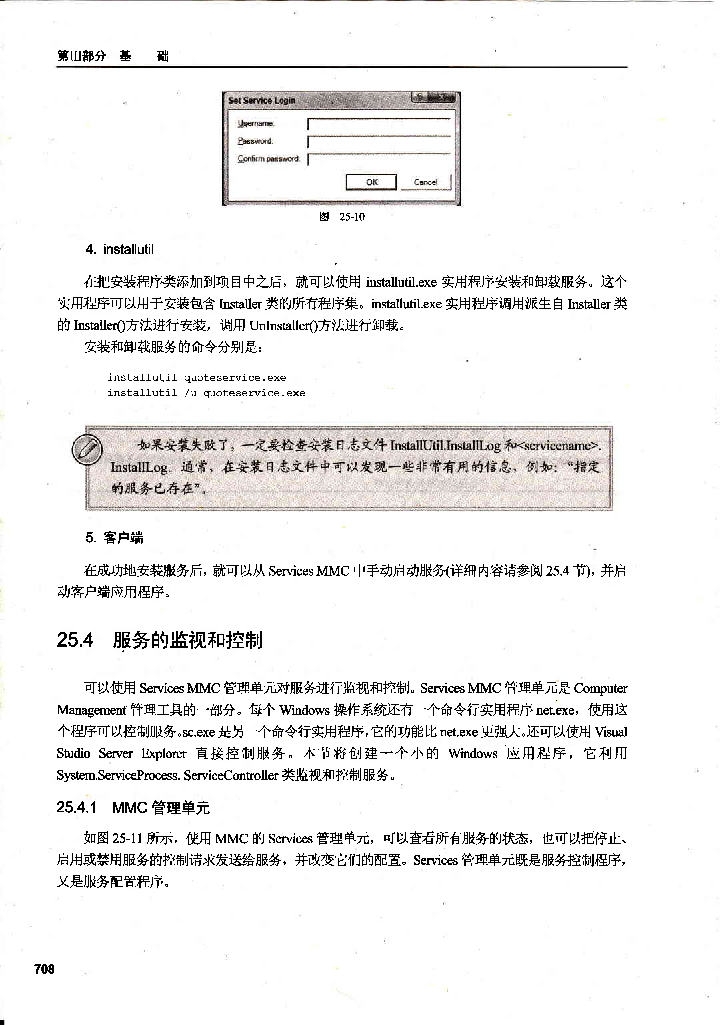 第III部分 基 础
Set Service Login
Username:
Password:
Confirm password:
OK Cancel
图 25-10
4. installutil
在把安装程序类添加到项目中之后，就可以使用 installutil.exe 实用程序安装和卸载服务。这个
实用程序可以用于安装包含 Installer 类的所有程序集。installutil.exe 实用程序调用派生自 Installer 类
的 Installer()方法进行安装，调用 UnInstaller()方法进行卸载。
安装和卸载服务的命令分别是：
installutil quoteservice.exe
installutil /u quoteservice.exe
如果安装失败了，一定要检查安装日志文件 InstallUtil.InstallLog 和<servicename>.
InstallLog。通常，在安装日志文件中可以发现一些非常有用的信息，例如：“指定
的服务已存在”。
5. 客户端
在成功地安装服务后，就可以从 Services MMC 中手动启动服务(详细内容请参阅 25.4 节)，并启
动客户端应用程序。
25.4 服务的监视和控制
可以使用 Services MMC 管理单元对服务进行监视和控制。Services MMC 管理单元是 Computer
Management 管理工具的一部分。每个 Windows 操作系统还有一个命令行实用程序 net.exe，使用这
个程序可以控制服务。sc.exe 是另一个命令行实用程序，它的功能比 net.exe 更强大。还可以使用 Visual
Studio Server Explorer 直接控制服务。本节将创建一个小的 Windows 应用程序，它利用
System.ServiceProcess. ServiceController 类监视和控制服务。
25.4.1 MMC 管理单元
如图 25-11 所示，使用 MMC 的 Services 管理单元，可以查看所有服务的状态，也可以把停止、
启用或禁用服务的控制请求发送给服务，并改变它们的配置。Services 管理单元既是服务控制程序，
又是服务配置程序。
708